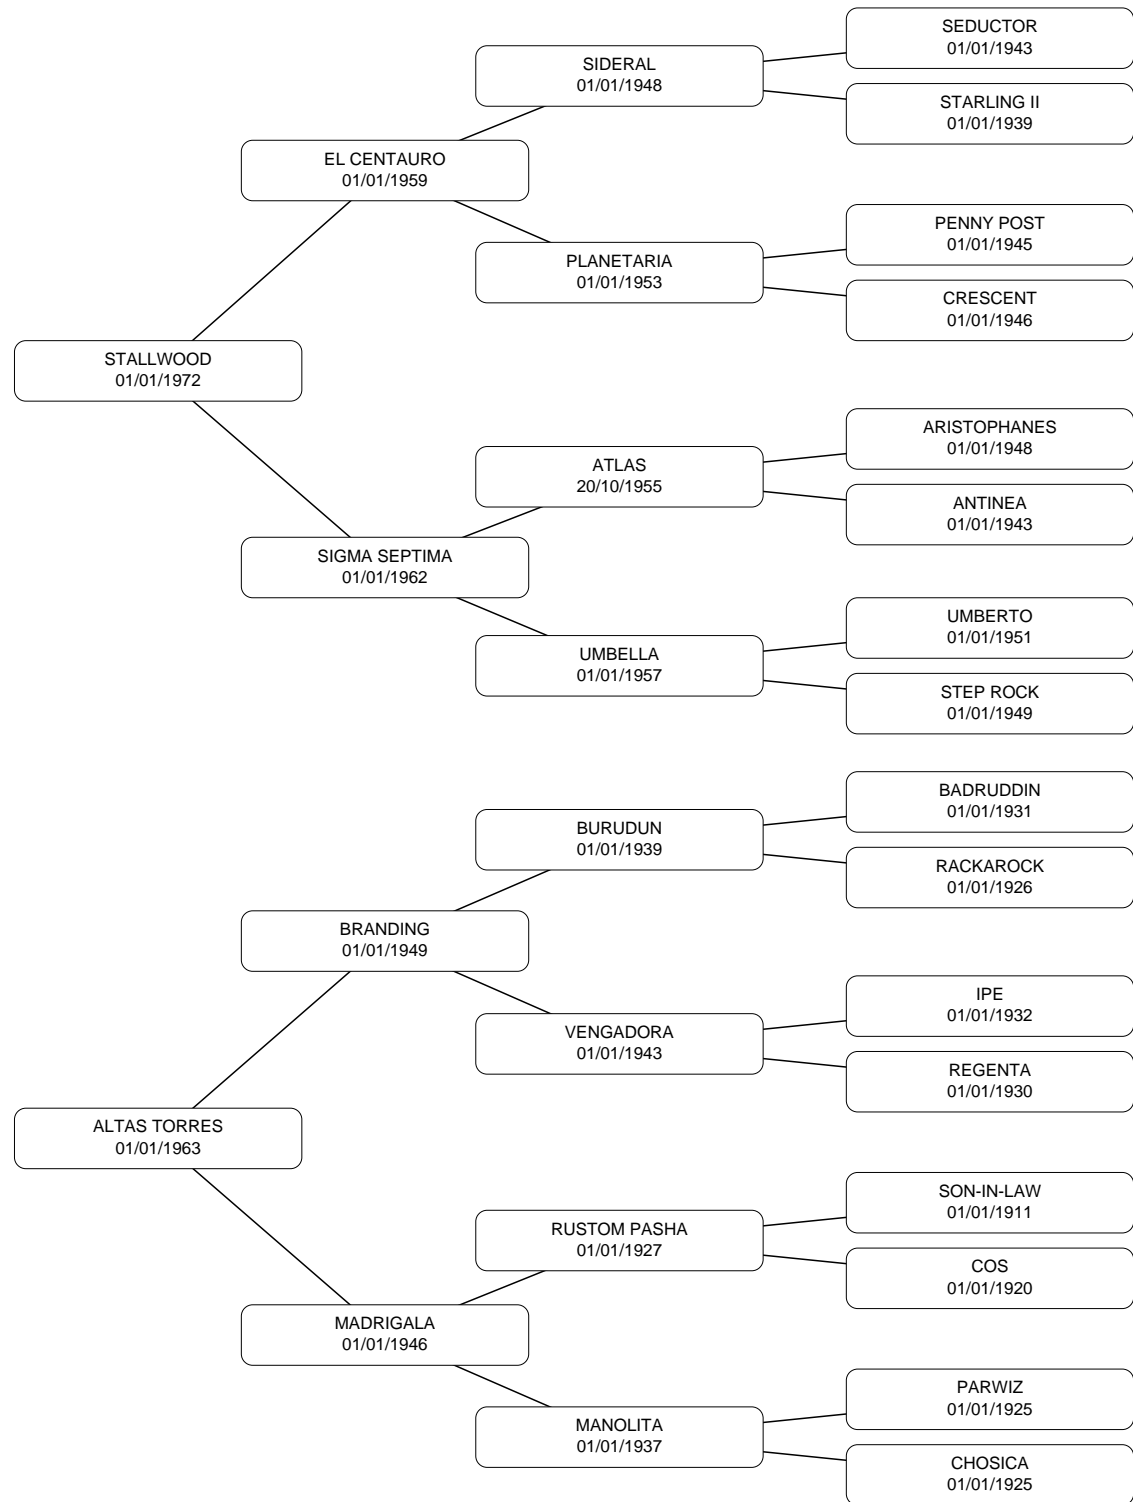 SEDUCTOR
01/01/1943
SIDERAL
01/01/1948
STARLING II
01/01/1939
EL CENTAURO
01/01/1959
PENNY POST
01/01/1945
PLANETARIA
01/01/1953
CRESCENT
01/01/1946
STALLWOOD
01/01/1972
ARISTOPHANES
01/01/1948
ATLAS
20/10/1955
ANTINEA
01/01/1943
SIGMA SEPTIMA
01/01/1962
UMBERTO
01/01/1951
UMBELLA
01/01/1957
STEP ROCK
01/01/1949
BADRUDDIN
01/01/1931
BURUDUN
01/01/1939
RACKAROCK
01/01/1926
BRANDING
01/01/1949
IPE
01/01/1932
VENGADORA
01/01/1943
REGENTA
01/01/1930
ALTAS TORRES
01/01/1963
SON-IN-LAW
01/01/1911
RUSTOM PASHA
01/01/1927
COS
01/01/1920
MADRIGALA
01/01/1946
PARWIZ
01/01/1925
MANOLITA
01/01/1937
CHOSICA
01/01/1925